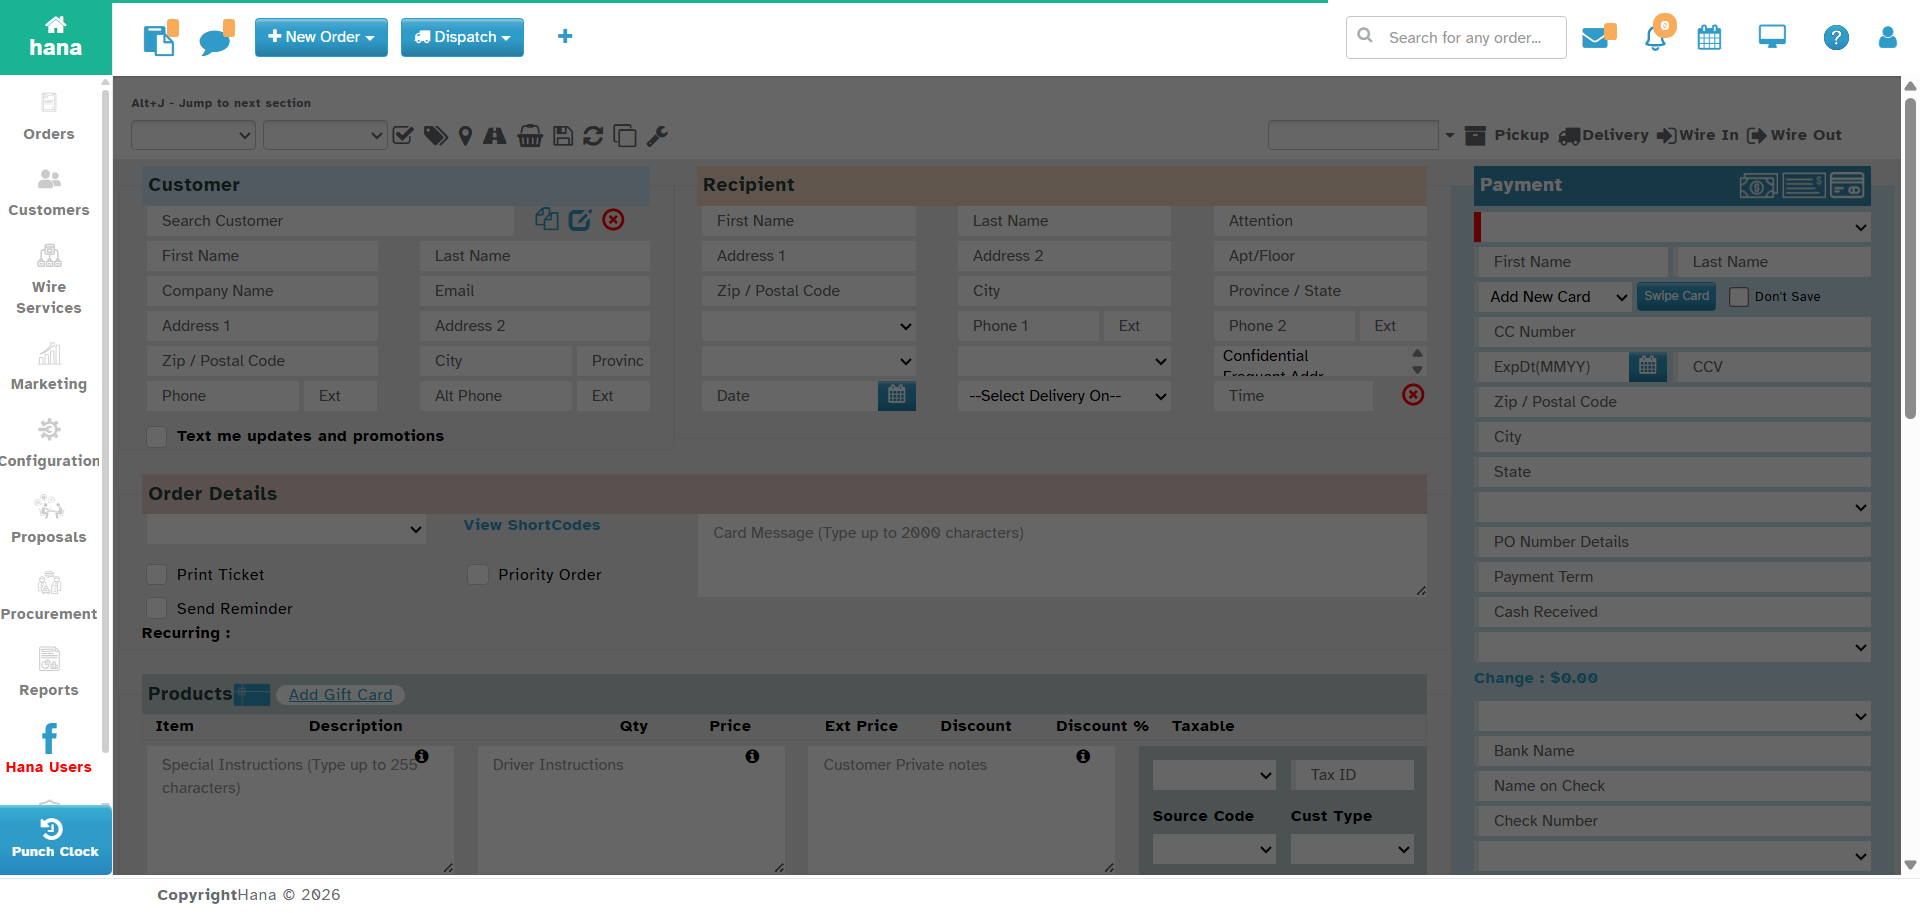 hana
New Order
Dispatch
Search for any order...
0
?
Orders
Customers
Wire
Services
Marketing
Configuration
Proposals
Procurement
Reports
Hana Users
Punch Clock
Alt+J - Jump to next section
Pickup
Delivery
Wire In
Wire Out
Customer
Search Customer
First Name
Last Name
Company Name
Email
Address 1
Address 2
Zip / Postal Code
City
Provinc
Phone
Ext
Alt Phone
Ext
Text me updates and promotions
Recipient
First Name
Last Name
Attention
Address 1
Address 2
Apt/Floor
Zip / Postal Code
City
Province / State
Phone 1
Ext
Phone 2
Ext
Confidential
Frequent Addr
Date
--Select Delivery On--
Time
Payment
First Name
Last Name
Add New Card
Swipe Card
Don't Save
CC Number
ExpDt(MMYY)
CCV
Zip / Postal Code
City
State
PO Number Details
Payment Term
Cash Received
Change : $0.00
Bank Name
Name on Check
Check Number
Order Details
View ShortCodes
Card Message (Type up to 2000 characters)
Print Ticket
Priority Order
Send Reminder
Recurring :
Products
Add Gift Card
Item
Description
Qty
Price
Ext Price
Discount
Discount %
Taxable
Special Instructions (Type up to 255
characters)
Driver Instructions
Customer Private notes
Tax ID
Source Code
Cust Type
CopyrightHana © 2026